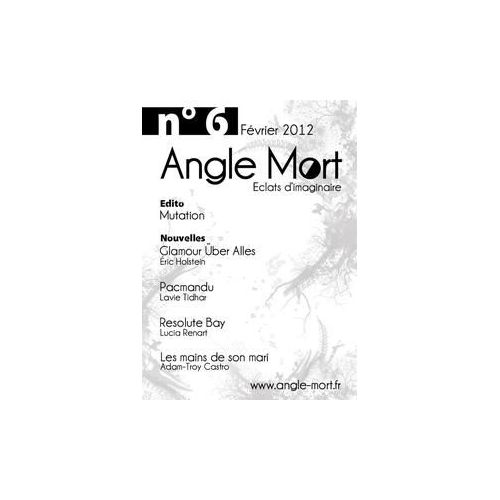 n° 6 Février 2012
Angle Mort
Eclats d'imaginaire
Edito
Mutation
Nouvelles
Glamour Über Alles
Éric Holstein
Pacmandu
Lavie Tidhar
Resolute Bay
Lucia Renart
Les mains de son mari
Adam-Troy Castro
www.angle-mort.fr